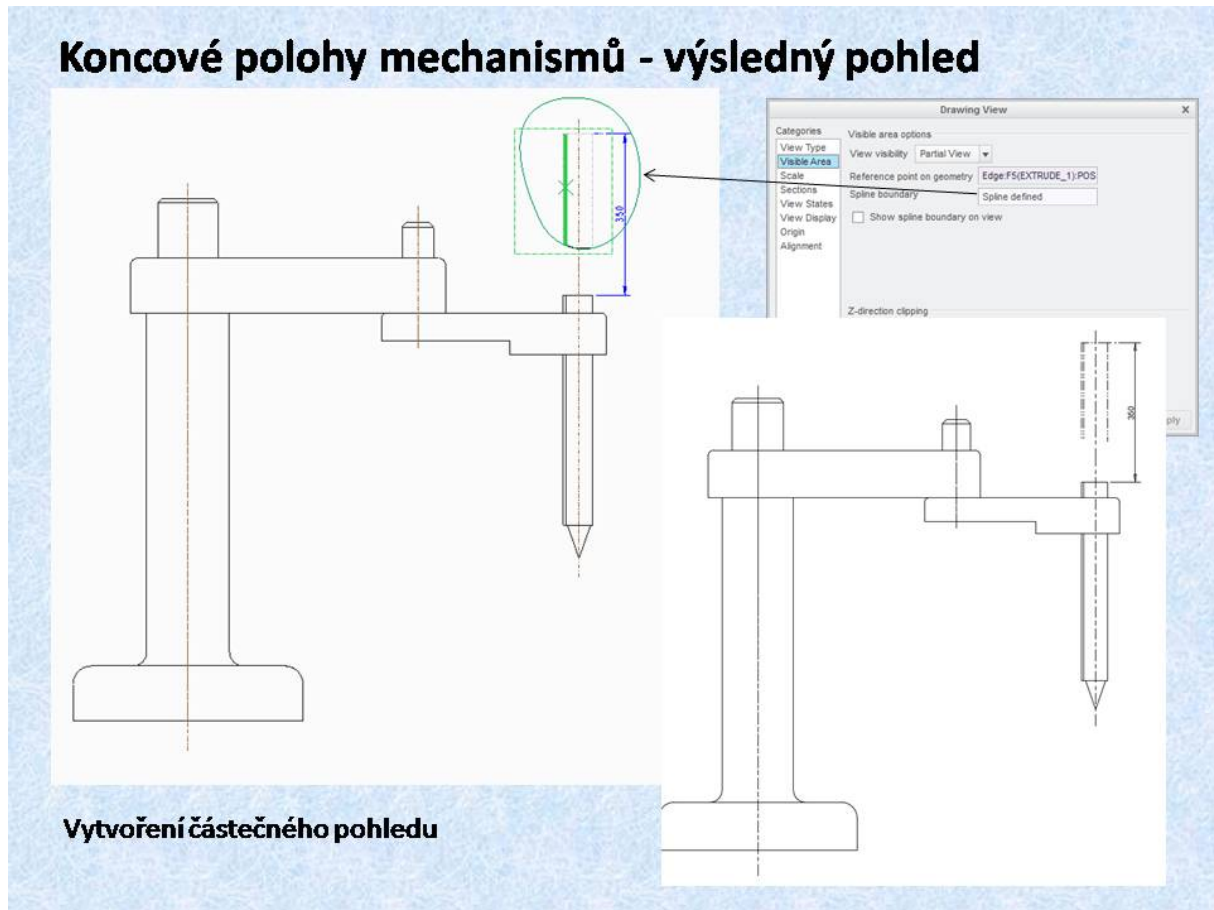 Koncové polohy mechanismů - výsledný pohled
Drawing View X
Categories
View Type
Visible Area
Scale
Sections
View States
View Display
Origin
Alignment
Visible area options
View visibility Partial View
Reference point on geometry Edge:F5(EXTRUDE_1):POS
Spline boundary Spline defined
Show spline boundary on view
Z-direction clipping
ply
350
Vytvoření částečného pohledu